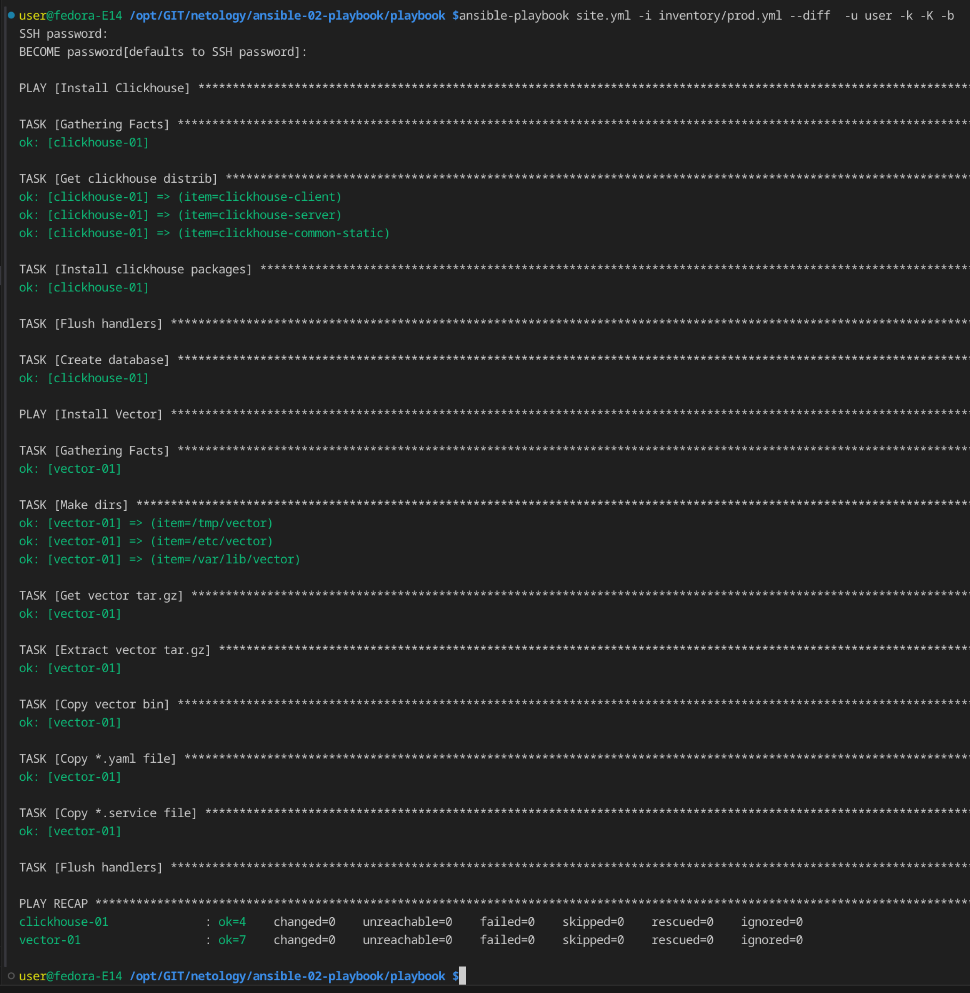 user@fedora-E14 /opt/GIT/netology/ansible-02-playbook/playbook $ansible-playbook site.yml -i inventory/prod.yml --diff  -u user -k -K -b
SSH password:
BECOME password[defaults to SSH password]:
PLAY [Install Clickhouse] ****************************************************************************************************************
TASK [Gathering Facts] *******************************************************************************************************************
ok: [clickhouse-01]
TASK [Get clickhouse distrib] ************************************************************************************************************
ok: [clickhouse-01] => (item=clickhouse-client)
ok: [clickhouse-01] => (item=clickhouse-server)
ok: [clickhouse-01] => (item=clickhouse-common-static)
TASK [Install clickhouse packages] *******************************************************************************************************
ok: [clickhouse-01]
TASK [Flush handlers] ********************************************************************************************************************
TASK [Create database] *******************************************************************************************************************
ok: [clickhouse-01]
PLAY [Install Vector] ********************************************************************************************************************
TASK [Gathering Facts] *******************************************************************************************************************
ok: [vector-01]
TASK [Make dirs] *************************************************************************************************************************
ok: [vector-01] => (item=/tmp/vector)
ok: [vector-01] => (item=/etc/vector)
ok: [vector-01] => (item=/var/lib/vector)
TASK [Get vector tar.gz] *****************************************************************************************************************
ok: [vector-01]
TASK [Extract vector tar.gz] *************************************************************************************************************
ok: [vector-01]
TASK [Copy vector bin] *******************************************************************************************************************
ok: [vector-01]
TASK [Copy *.yaml file] ******************************************************************************************************************
ok: [vector-01]
TASK [Copy *.service file] ***************************************************************************************************************
ok: [vector-01]
TASK [Flush handlers] ********************************************************************************************************************
PLAY RECAP *******************************************************************************************************************************
clickhouse-01              : ok=4    changed=0    unreachable=0    failed=0    skipped=0    rescued=0    ignored=0
vector-01                  : ok=7    changed=0    unreachable=0    failed=0    skipped=0    rescued=0    ignored=0
user@fedora-E14 /opt/GIT/netology/ansible-02-playbook/playbook $